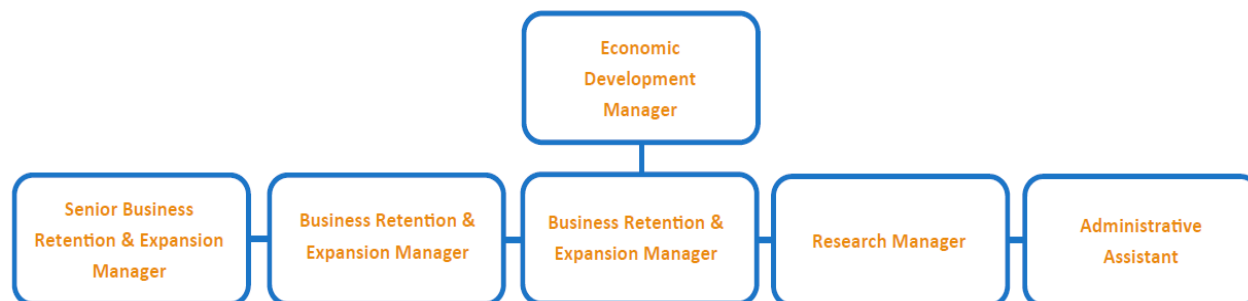 Economic
Development
Manager
Senior Business
Retention & Expansion
Manager
Business Retention &
Expansion Manager
Business Retention &
Expansion Manager
Research Manager
Administrative
Assistant